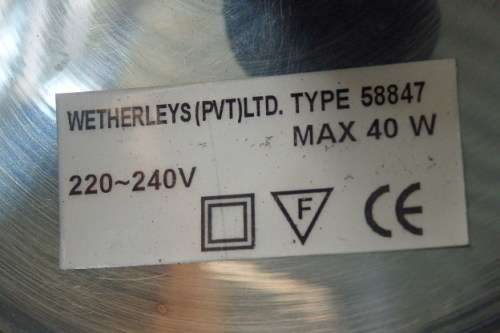 WETHERLEYS(PVT)LTD. TYPE 58847
MAX 40 W
220~240V
F
CE